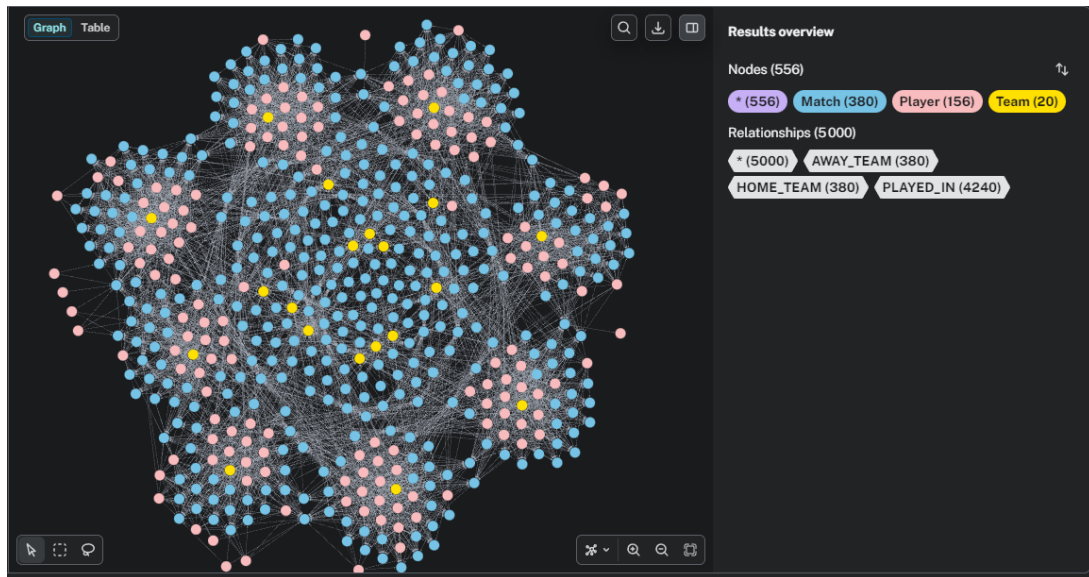 Graph Table
Results overview
Nodes (556)
* (556) Match (380) Player (156) Team (20)
Relationships (5000)
* (5000) AWAY_TEAM (380)
HOME_TEAM (380) PLAYED_IN (4240)